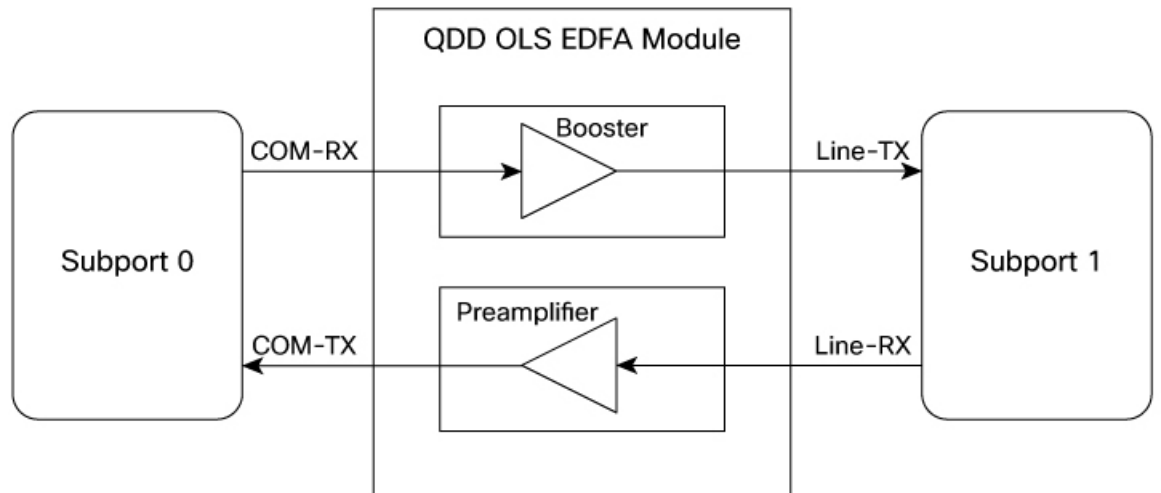 QDD OLS EDFA Module
Booster
COM-RX
Line-TX
Subport 0
Subport 1
Preamplifier
COM-TX
Line-RX